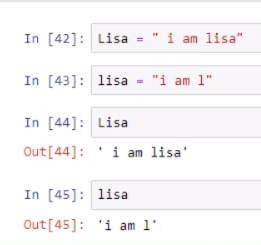 In [42]: Lisa = " i am lisa"
In [43]: lisa = "i am l"
In [44]: Lisa
Out[44]: ' i am lisa'
In [45]: lisa
Out[45]: 'i am l'